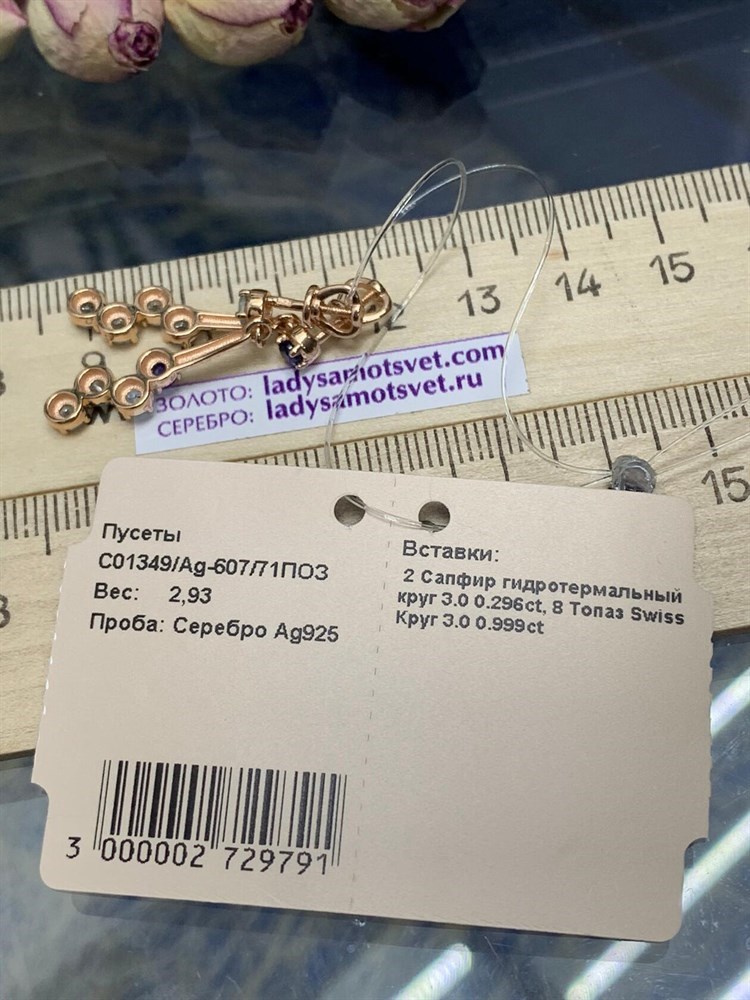 12 13 14 15
ЗОЛОТО: ladysamotsvet.com
СЕРЕБРО: ladysamotsvet.ru
15
Пусеты
С01349/Ag-607/71ПОЗ
Вес: 2,93
Проба: Серебро Ag925
Вставки:
2 Сапфир гидротермальный
круг 3.0 0.296ct, 8 Топаз Swiss
Круг 3.0 0.999ct
3 000002 729791